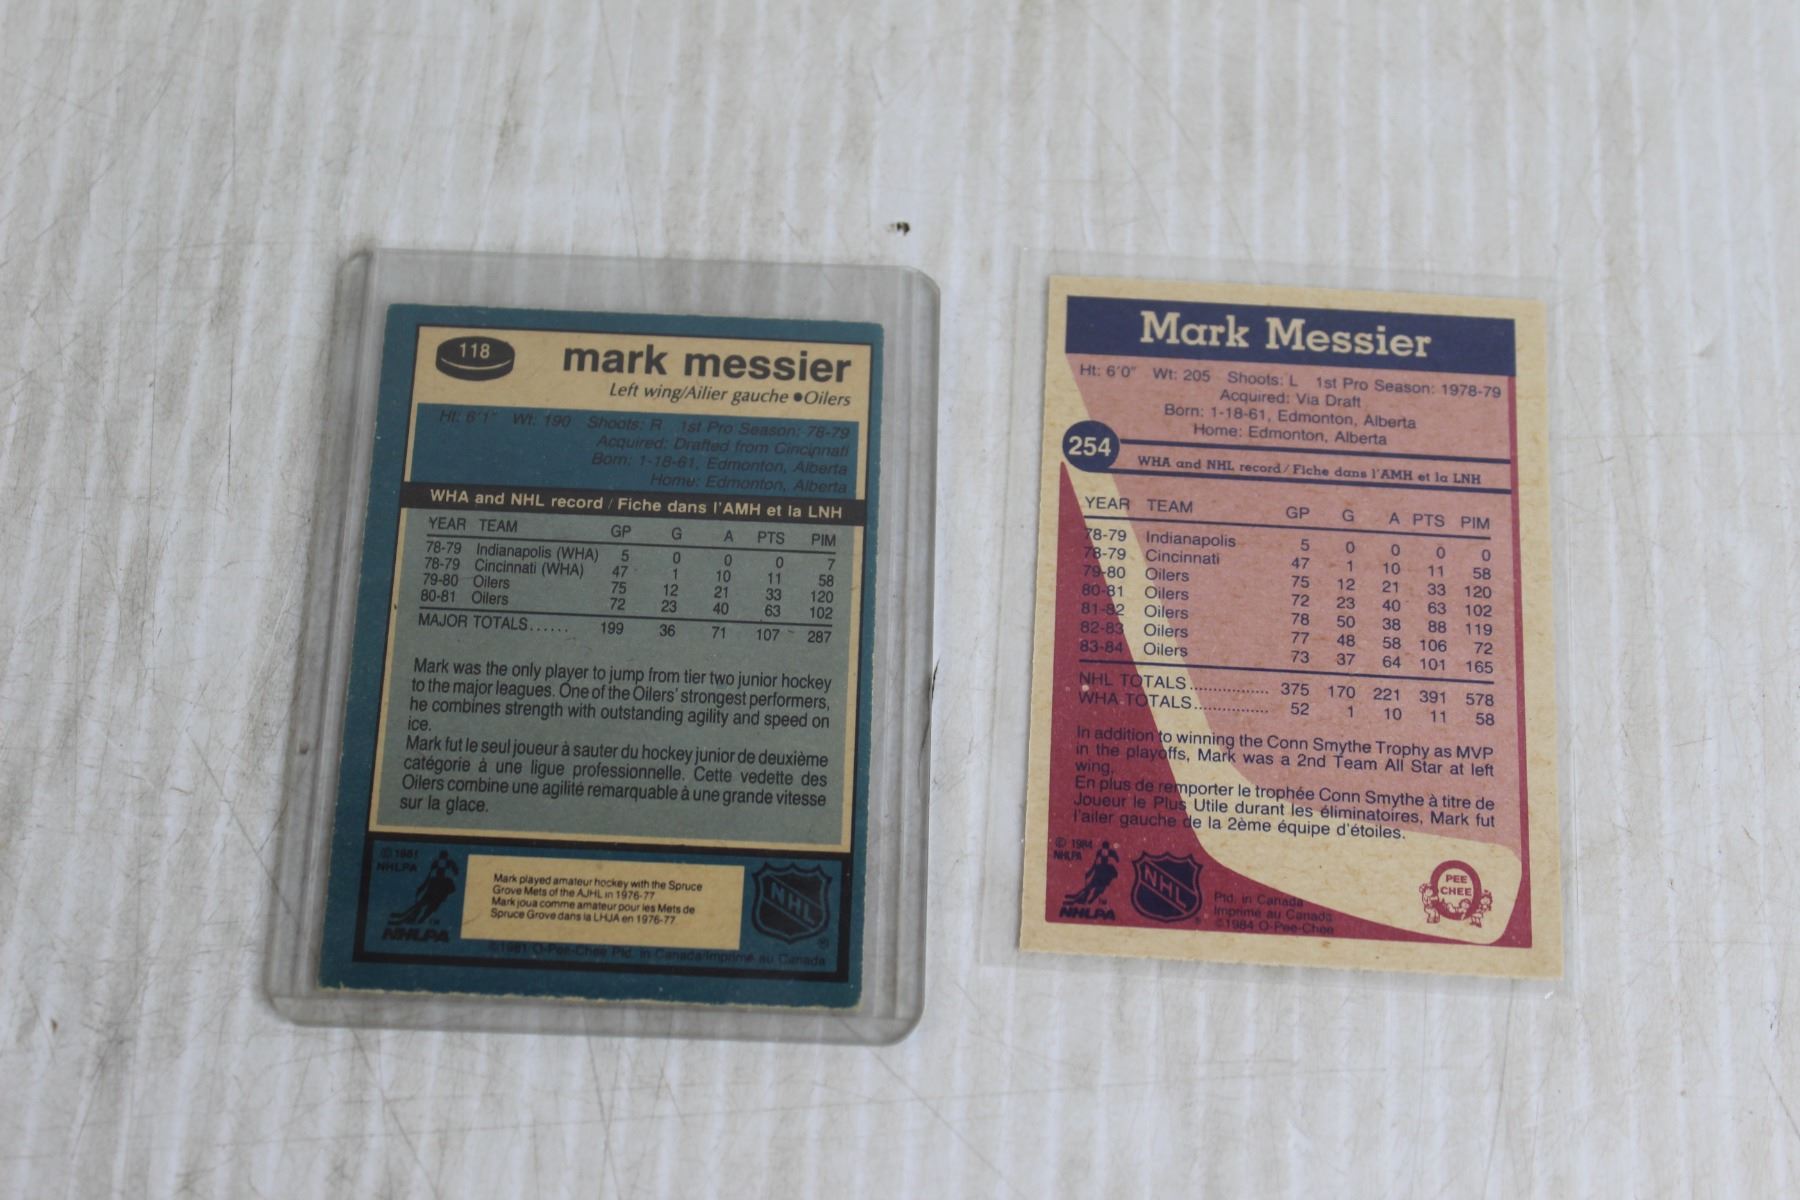 118
mark messier
Left wing/Ailier gauche ●Oilers
Ht: 6'1" Wt: 190 Shoots: R 1st Pro Season: 78-79
Acquired: Drafted from Cincinnati
Born: 1-18-61, Edmonton, Alberta
Home: Edmonton, Alberta
WHA and NHL record / Fiche dans l'AMH et la LNH
YEAR TEAM GP G A PTS PIM
78-79 Indianapolis (WHA) 5 0 0 0 7
78-79 Cincinnati (WHA) 47 1 10 11 58
79-80 Oilers 75 12 21 33 120
80-81 Oilers 72 23 40 63 102
MAJOR TOTALS...... 199 36 71 107 287
Mark was the only player to jump from tier two junior hockey
to the major leagues. One of the Oilers' strongest performers,
he combines strength with outstanding agility and speed on
ice.
Mark fut le seul joueur à sauter du hockey junior de deuxième
catégorie à une ligue professionnelle. Cette vedette des
Oilers combine une agilité remarquable à une grande vitesse
sur la glace.
© 1981
NHLPA
NHLPA
Mark played amateur hockey with the Spruce
Grove Mets of the AJHL in 1976-77
Mark joua comme amateur pour les Mets de
Spruce Grove dans la LHJA en 1976-77
NHL
©1981 O-Pee-Chee Ptd. in Canada/Imprimé au Canada
Mark Messier
Ht: 6'0" Wt: 205 Shoots: L 1st Pro Season: 1978-79
Acquired: Via Draft
Born: 1-18-61, Edmonton, Alberta
Home: Edmonton, Alberta
254
WHA and NHL record / Fiche dans l'AMH et la LNH
YEAR TEAM GP G A PTS PIM
78-79 Indianapolis 5 0 0 0 0
78-79 Cincinnati 47 1 10 11 58
79-80 Oilers 75 12 21 33 120
80-81 Oilers 72 23 40 63 102
81-82 Oilers 78 50 38 88 119
82-83 Oilers 77 48 58 106 72
83-84 Oilers 73 37 64 101 165
NHL TOTALS................ 375 170 221 391 578
WHA TOTALS............... 52 1 10 11 58
In addition to winning the Conn Smythe Trophy as MVP
in the playoffs, Mark was a 2nd Team All Star at left
wing.
En plus de remporter le trophée Conn Smythe à titre de
Joueur le Plus Utile durant les éliminatoires, Mark fut
l'ailer gauche de la 2ème équipe d'étoiles.
© 1984
NHLPA
NHLPA
NHL
Ptd. in Canada
Imprimé au Canada
©1984 O-Pee-Chee
O
PEE
CHEE